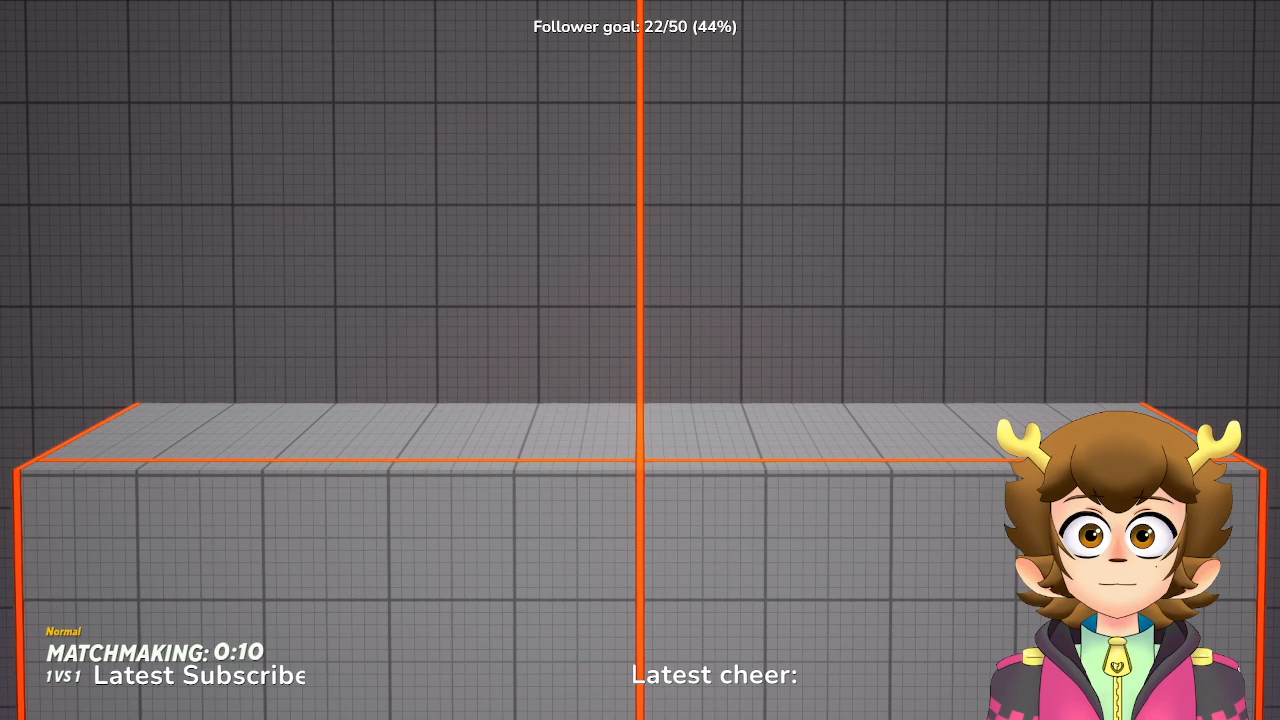 Follower goal: 22/50 (44%)
Normal
MATCHMAKING: 0:10
1VS1
Latest Subscribe
Latest cheer: